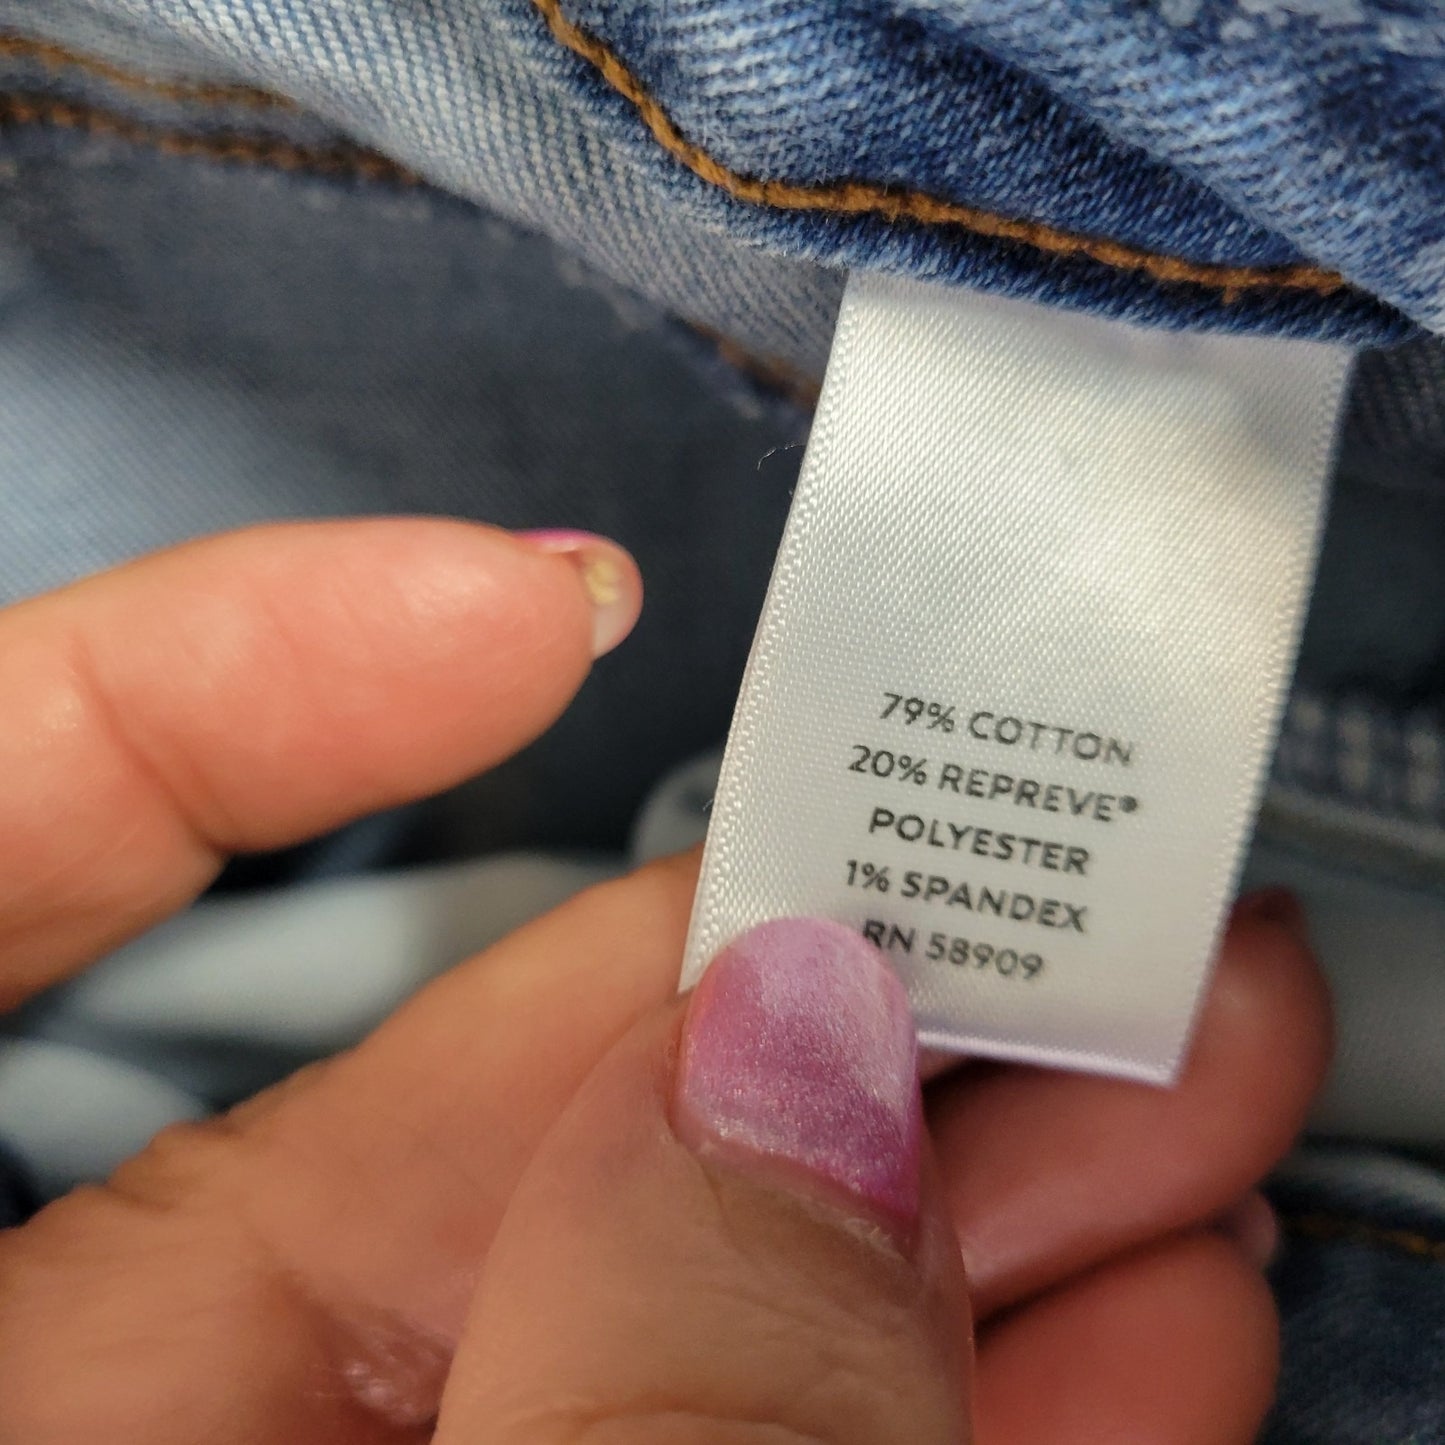 79% COTTON
20% REPREVE®
POLYESTER
1% SPANDEX
RN 58909